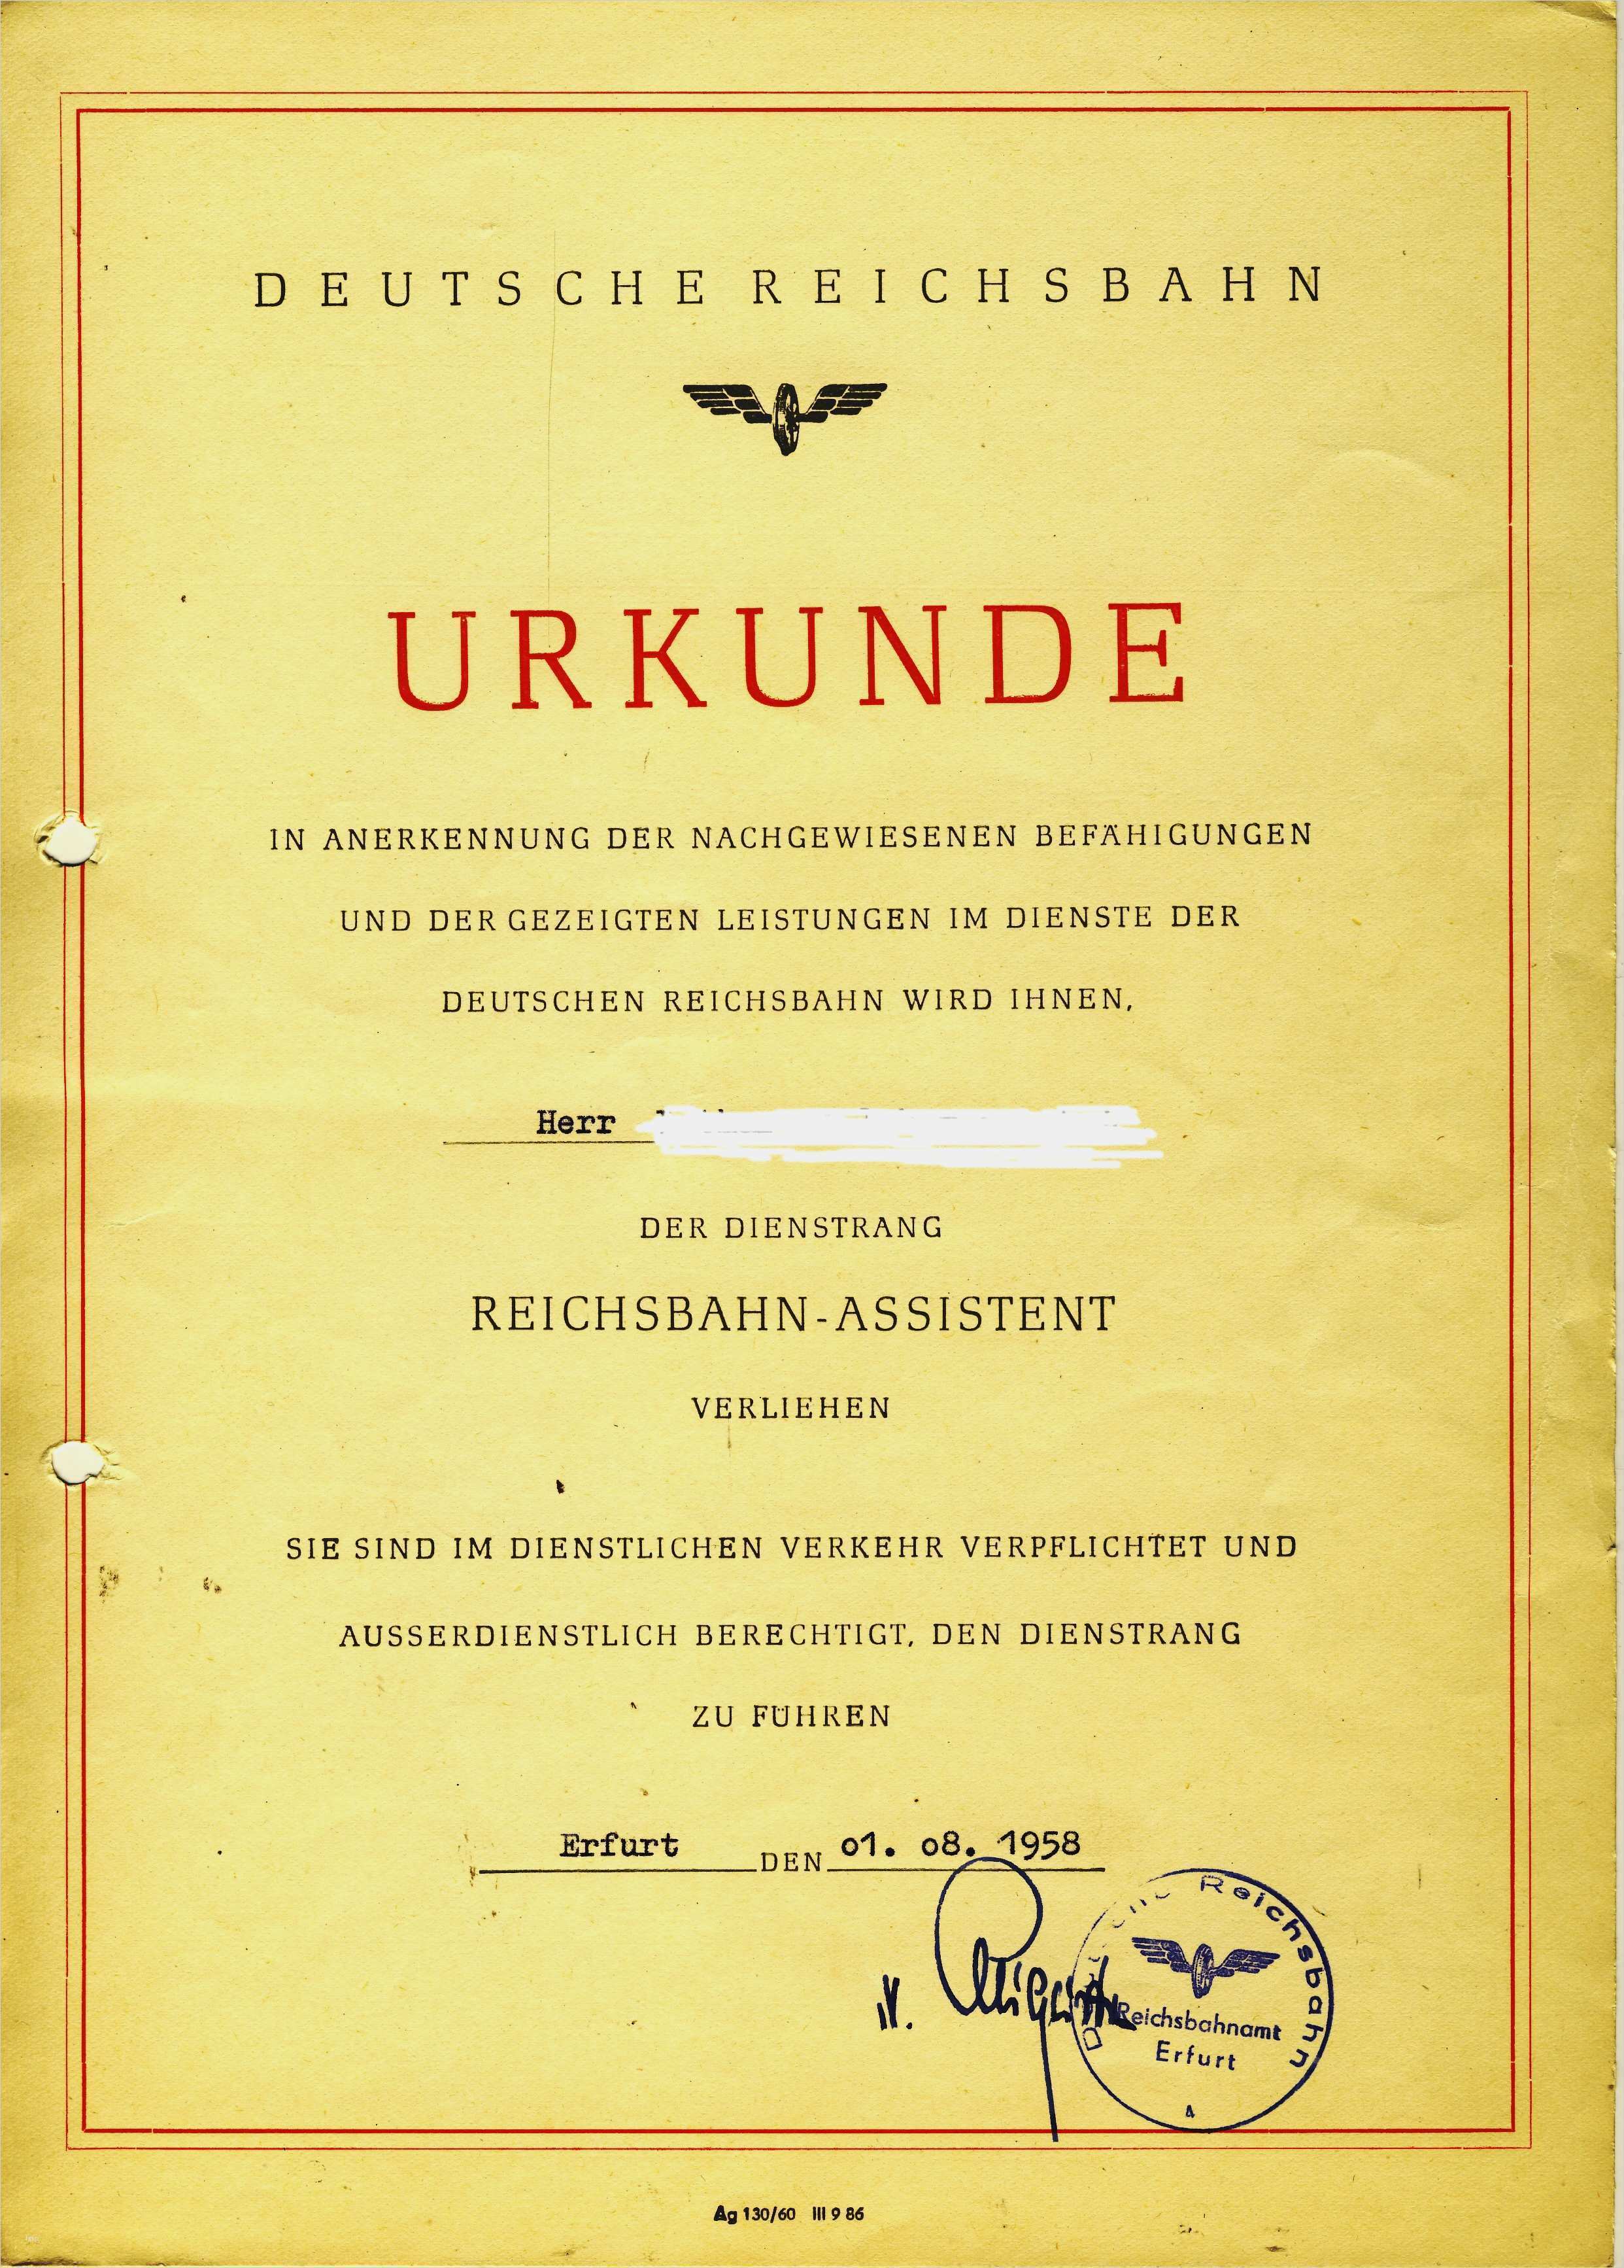 DEUTSCHE REICHSBAHN
URKUNDE
IN ANERKENNUNG DER NACHGEWIESENEN BEFÄHIGUNGEN
UND DER GEZEIGTEN LEISTUNGEN IM DIENSTE DER
DEUTSCHEN REICHSBAHN WIRD IHNEN,
Herr
DER DIENSTRANG
REICHSBAHN-ASSISTENT
VERLIEHEN
SIE SIND IM DIENSTLICHEN VERKEHR VERPFLICHTET UND
AUSSERDIENSTLICH BERECHTIGT, DEN DIENSTRANG
ZU FÜHREN
Erfurt DEN 01. 08. 1958
Reichsbahn
Reichsbahnamt
Erfurt
4
Ag 130/60 III 9 86